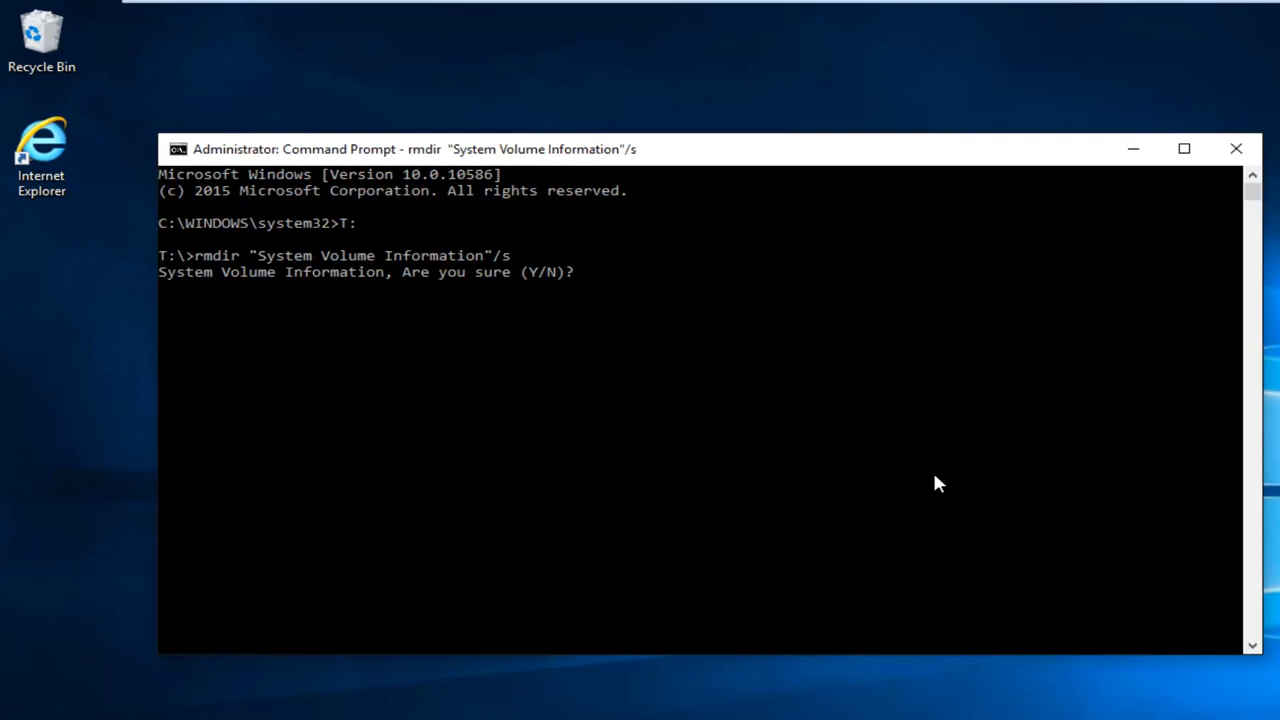 Recycle Bin
Internet
Explorer
Administrator: Command Prompt - rmdir  "System Volume Information"/s
Microsoft Windows [Version 10.0.10586]
(c) 2015 Microsoft Corporation. All rights reserved.
C:\WINDOWS\system32>T:
T:\>rmdir "System Volume Information"/s
System Volume Information, Are you sure (Y/N)?